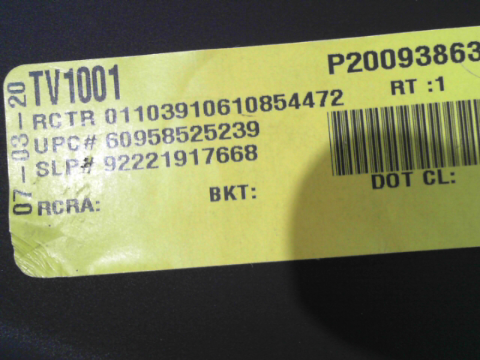 TV1001
P20093863
RT :1
RCTR 01103910610854472
UPC# 60958525239
SLP# 92221917668
DOT CL:
RCRA:
BKT:
07-03-20